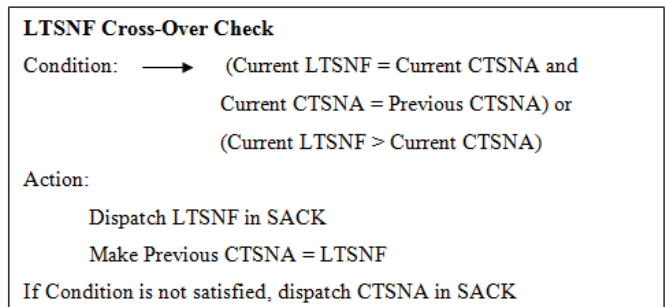 LTSNF Cross-Over Check
Condition: → (Current LTSNF = Current CTSNA and
Current CTSNA = Previous CTSNA) or
(Current LTSNF > Current CTSNA)
Action:
Dispatch LTSNF in SACK
Make Previous CTSNA = LTSNF
If Condition is not satisfied, dispatch CTSNA in SACK